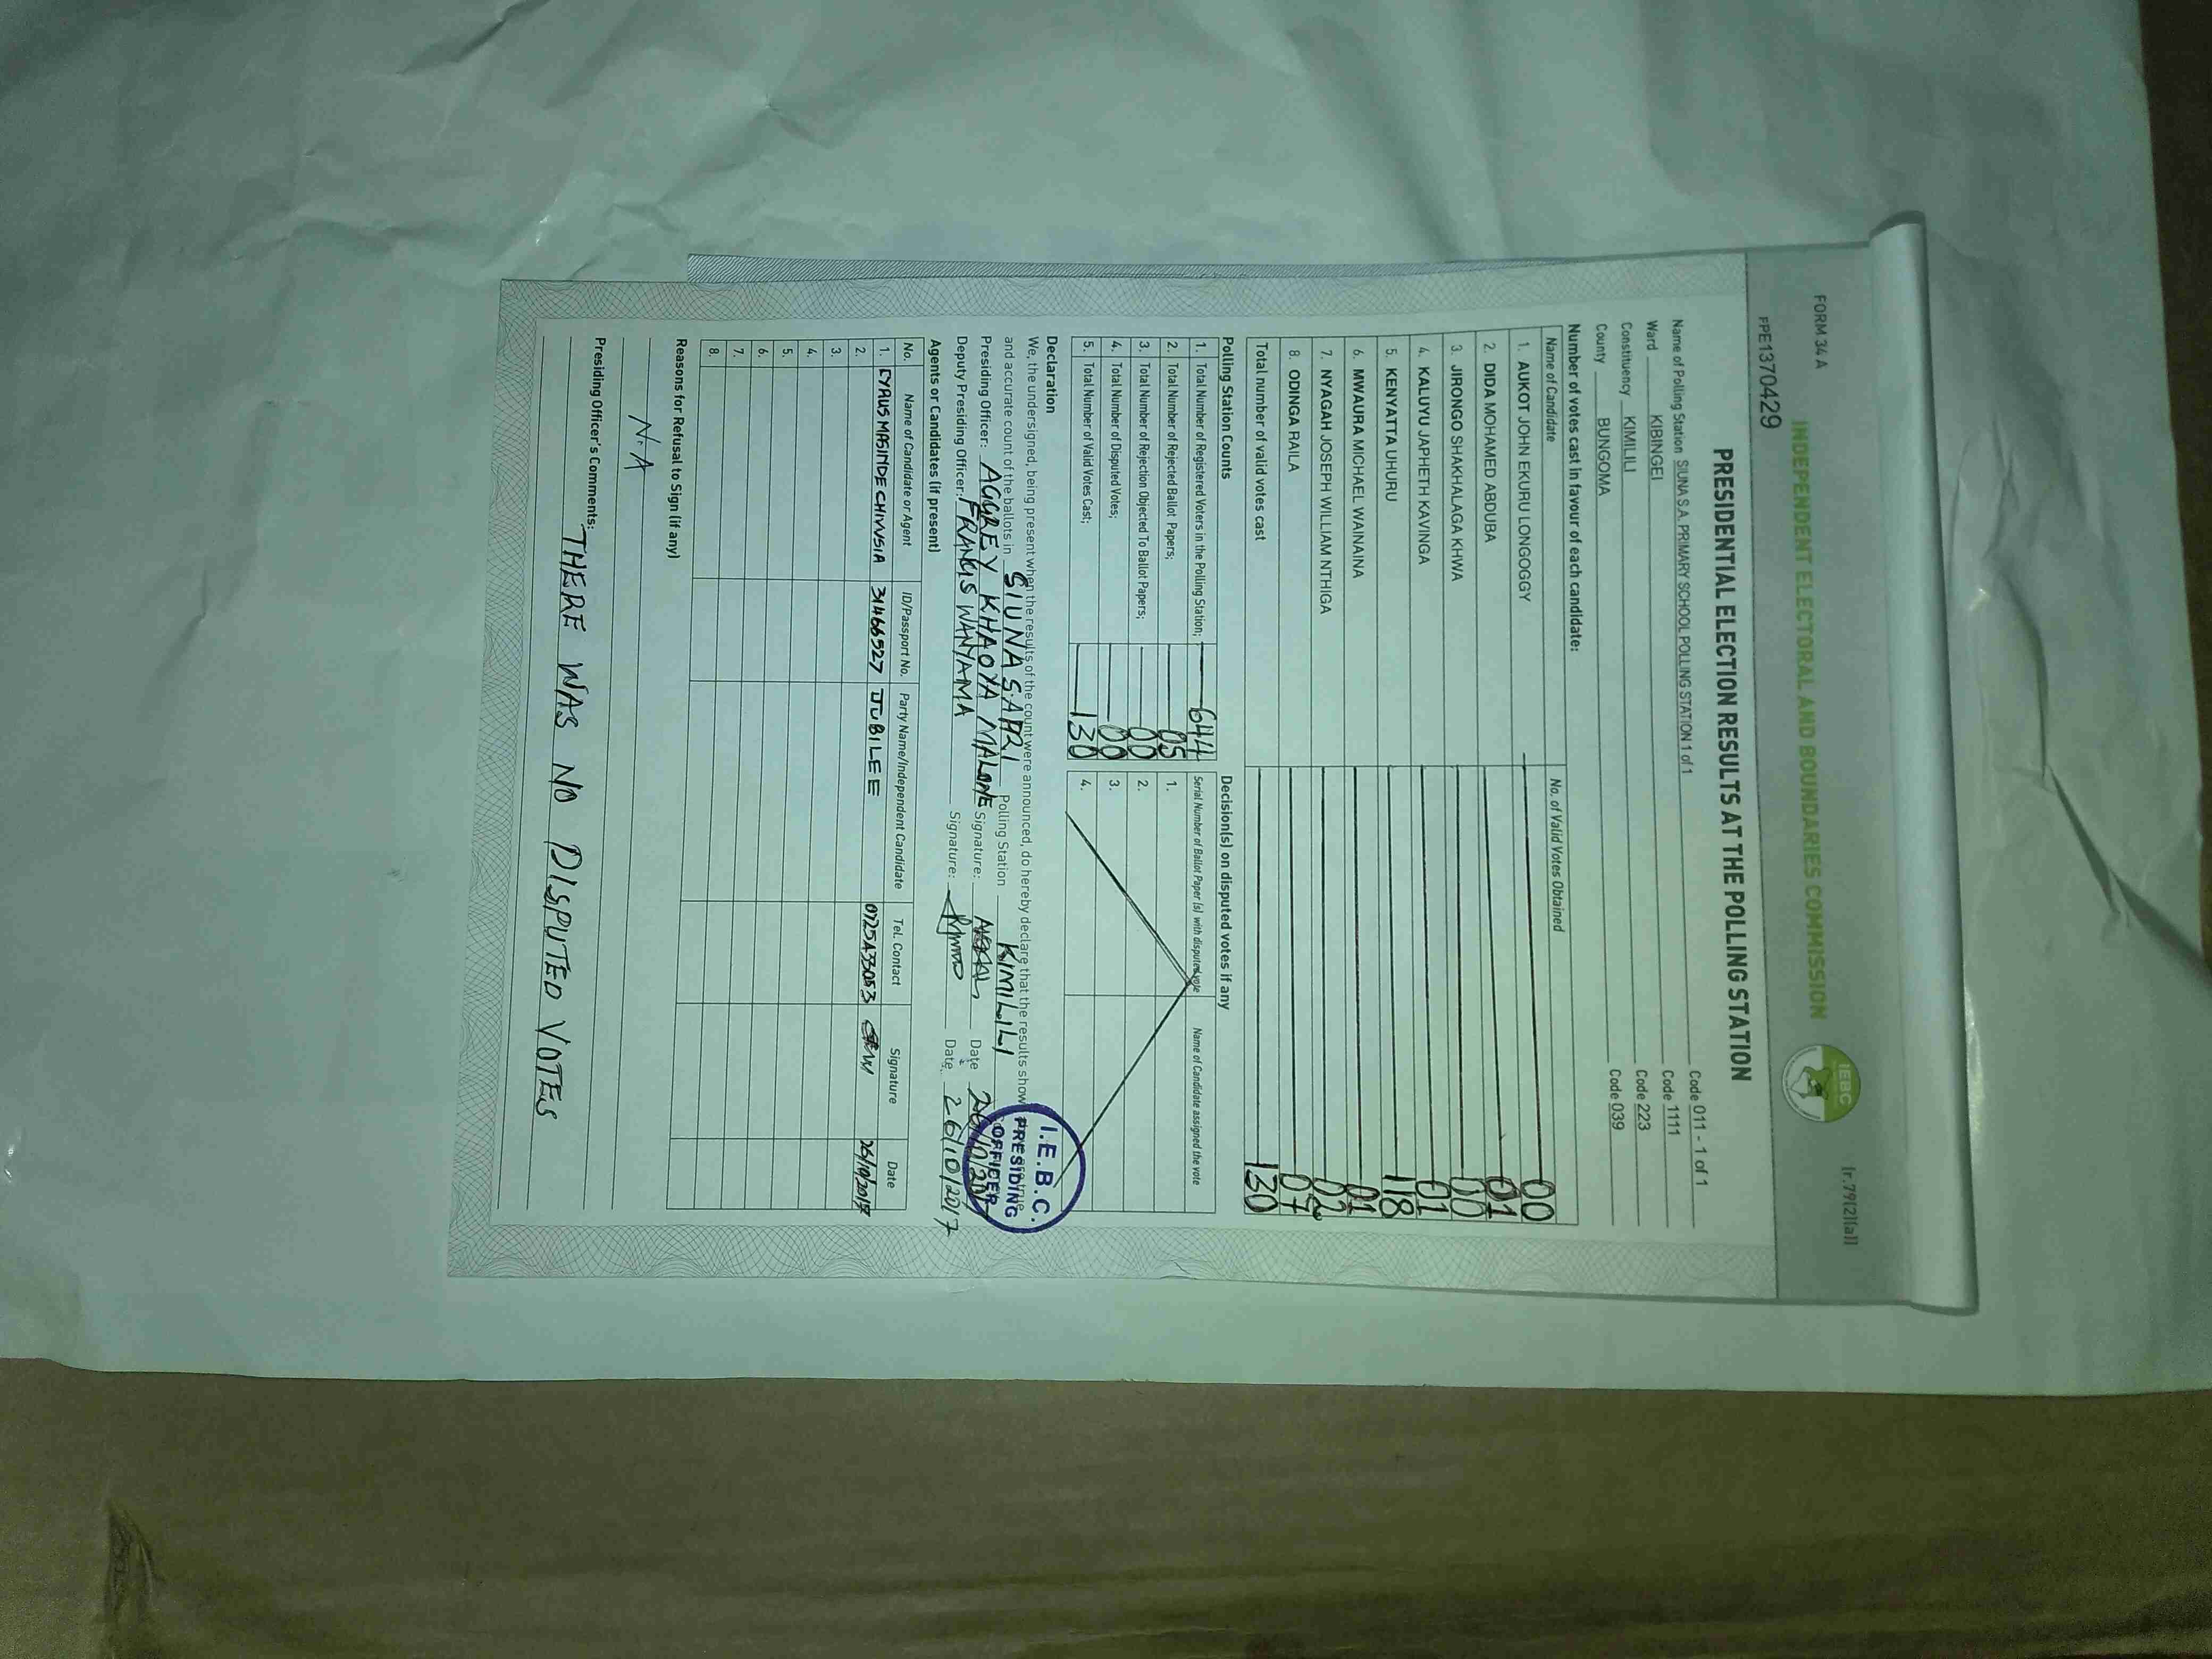 FORM 34 A (r.79(2)(a))
INDEPENDENT ELECTORAL AND BOUNDARIES COMMISSION
IEBC
FPE1370429
PRESIDENTIAL ELECTION RESULTS AT THE POLLING STATION
Name of Polling Station SIUNA S.A. PRIMARY SCHOOL POLLING STATION 1 of 1 Code 011 - 1 of 1
Ward KIBINGEI Code 1111
Constituency KIMILILI Code 223
County BUNGOMA Code 039
Number of votes cast in favour of each candidate:
Name of Candidate No. of Valid Votes Obtained
1. AUKOT JOHN EKURU LONGOGGY 00
2. DIDA MOHAMED ABDUBA 01
3. JIRONGO SHAKHALAGA KHWA 00
4. KALUYU JAPHETH KAVINGA 01
5. KENYATTA UHURU 118
6. MWAURA MICHAEL WAINAINA 01
7. NYAGAH JOSEPH WILLIAM NTHIGA 02
8. ODINGA RAILA 07
Total number of valid votes cast 130
Polling Station Counts
1. Total Number of Registered Voters in the Polling Station; 644
2. Total Number of Rejected Ballot Papers; 05
3. Total Number of Rejection Objected To Ballot Papers; 00
4. Total Number of Disputed Votes; 00
5. Total Number of Valid Votes Cast; 130
Decision(s) on disputed votes if any
Serial Number of Ballot Paper (s) with disputed vote Name of Candidate assigned the vote
1.
2.
3.
4.
Declaration
We, the undersigned, being present when the results of the count were announced, do hereby declare that the results shown
and accurate count of the ballots in SIUNA S.A PRI Polling Station KIMILILI
Presiding Officer: AGGREY KHAOYA MALOME Signature: Date 26/10/2017
Deputy Presiding Officer: FRANCIS WANYAMA Signature: Date 26/10/2017
I.E.B.C.
PRESIDING
OFFICER
Agents or Candidates (if present)
No. Name of Candidate or Agent ID/Passport No. Party Name/Independent Candidate Tel. Contact Signature Date
1. CYRUS MASINDE CHIVVSIA 31466527 JUBILEE 26/10/2017
2.
3.
4.
5.
6.
7.
8.
Reasons for Refusal to Sign (if any)
N.A
Presiding Officer's Comments:
THERE WAS NO DISPUTED VOTES